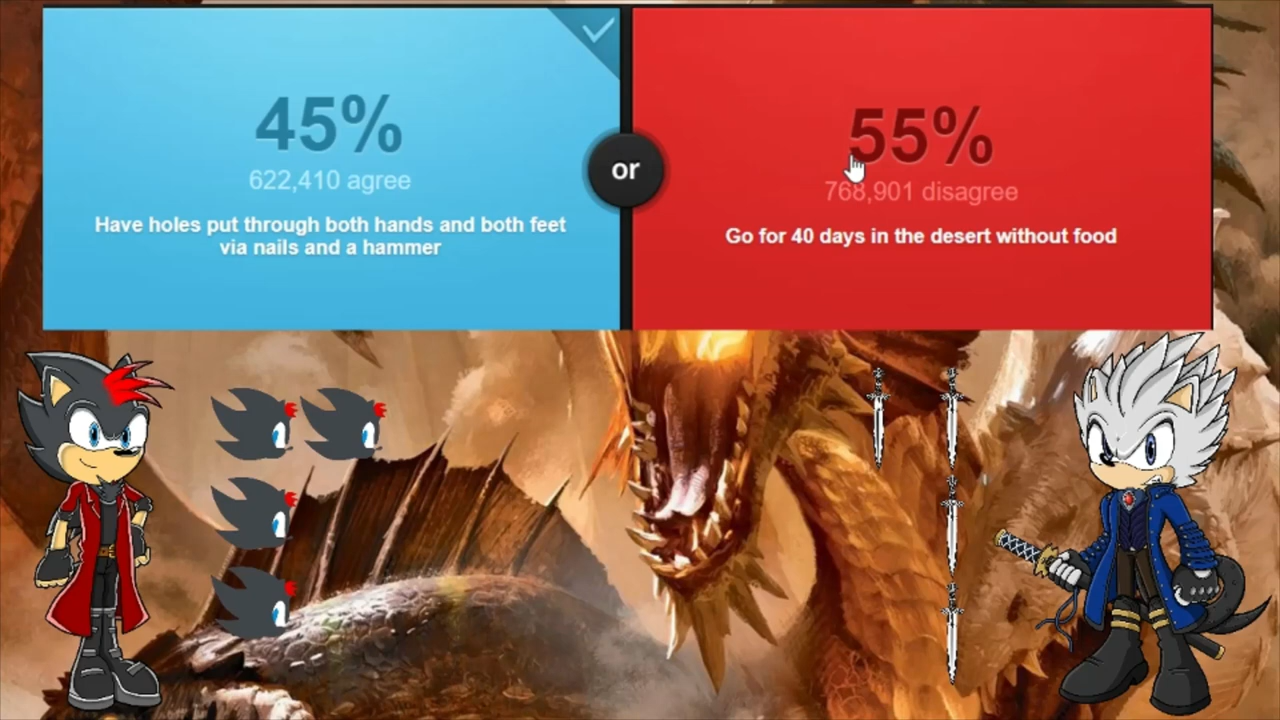 45%
622,410 agree
Have holes put through both hands and both feet
via nails and a hammer
or
55%
768,901 disagree
Go for 40 days in the desert without food